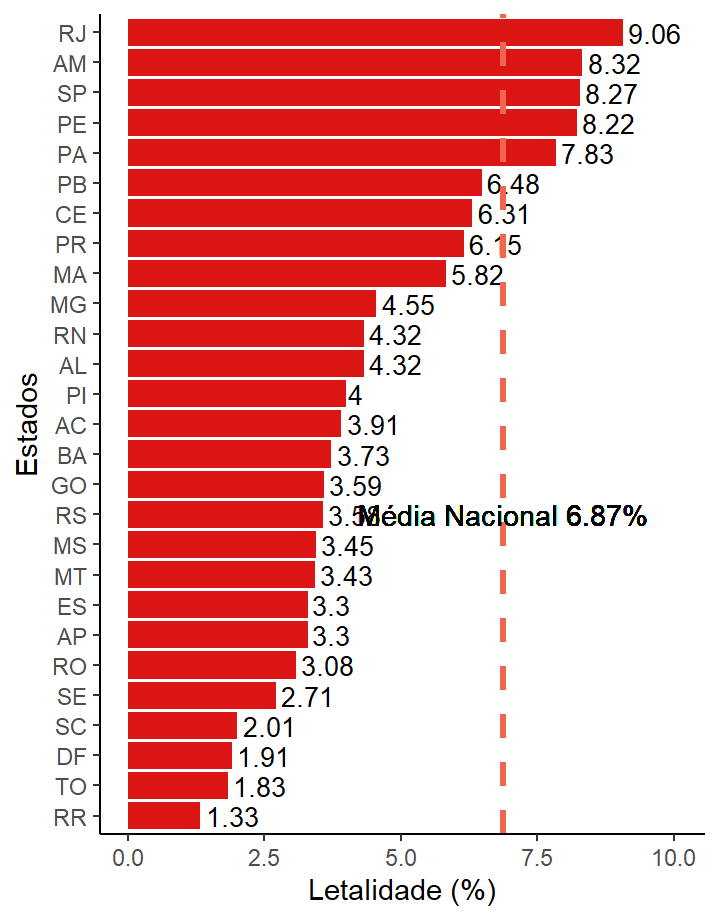 RJ 9.06
AM 8.32
SP 8.27
PE 8.22
PA 7.83
PB 6.48
CE 6.31
PR 6.15
MA 5.82
MG 4.55
RN 4.32
AL 4.32
PI 4
AC 3.91
BA 3.73
GO 3.59
RS 3.58 Média Nacional 6.87%
MS 3.45
MT 3.43
ES 3.3
AP 3.3
RO 3.08
SE 2.71
SC 2.01
DF 1.91
TO 1.83
RR 1.33
Estados
0.0 2.5 5.0 7.5 10.0
Letalidade (%)